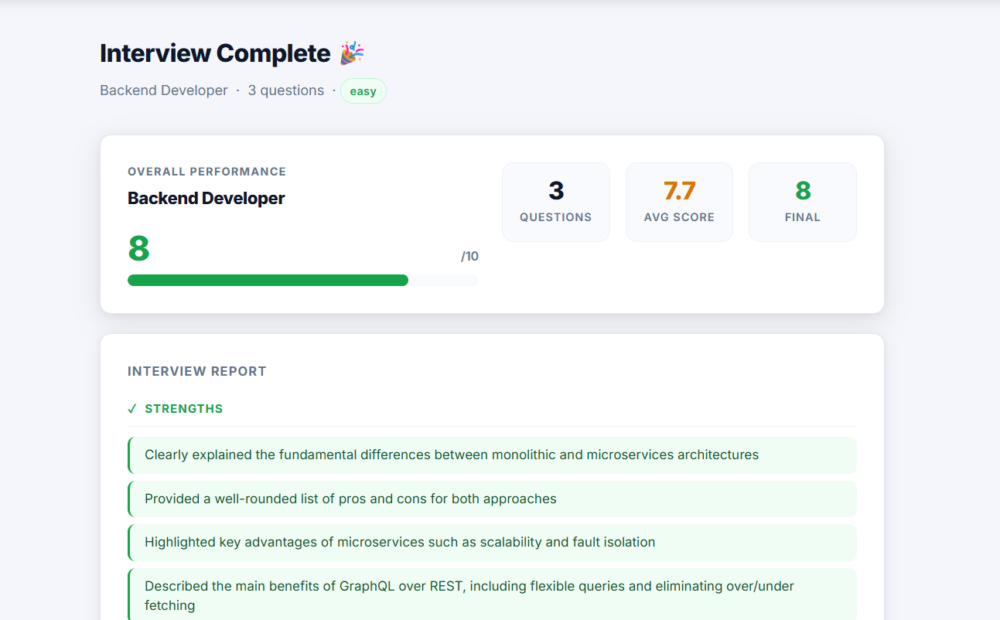 Interview Complete 🎉
Backend Developer · 3 questions · easy
OVERALL PERFORMANCE
Backend Developer
8 /10
3
QUESTIONS
7.7
AVG SCORE
8
FINAL
INTERVIEW REPORT
✓ STRENGTHS
Clearly explained the fundamental differences between monolithic and microservices architectures
Provided a well-rounded list of pros and cons for both approaches
Highlighted key advantages of microservices such as scalability and fault isolation
Described the main benefits of GraphQL over REST, including flexible queries and eliminating over/under
fetching